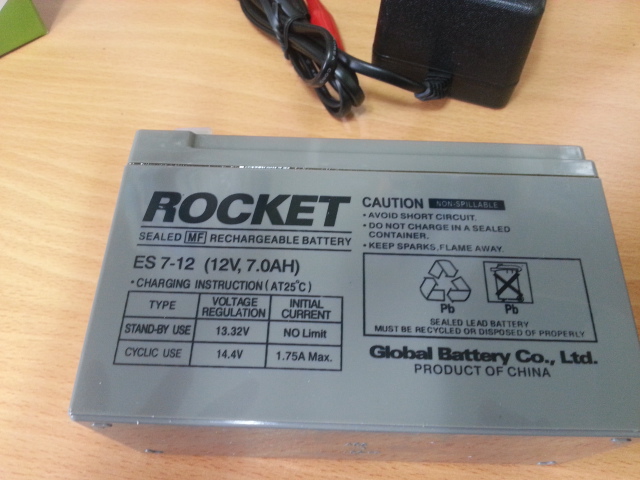 ROCKET
SEALED MF RECHARGEABLE BATTERY
ES 7-12 (12V, 7.0AH)
• CHARGING INSTRUCTION (AT25°C)
TYPE VOLTAGE REGULATION INITIAL CURRENT
STAND-BY USE 13.32V NO Limit
CYCLIC USE 14.4V 1.75A Max.
CAUTION NON-SPILLABLE
• AVOID SHORT CIRCUIT.
• DO NOT CHARGE IN A SEALED
CONTAINER.
• KEEP SPARKS, FLAME AWAY.
Pb Pb
SEALED LEAD BATTERY
MUST BE RECYCLED OR DISPOSED OF PROPERLY
Global Battery Co., Ltd.
PRODUCT OF CHINA